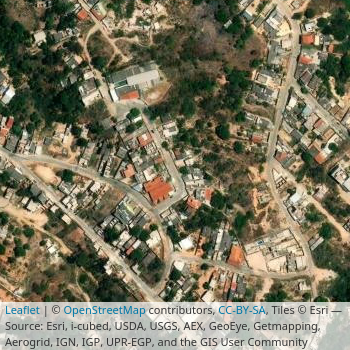 Leaflet | © OpenStreetMap contributors, CC-BY-SA, Tiles © Esri —
Source: Esri, i-cubed, USDA, USGS, AEX, GeoEye, Getmapping,
Aerogrid, IGN, IGP, UPR-EGP, and the GIS User Community